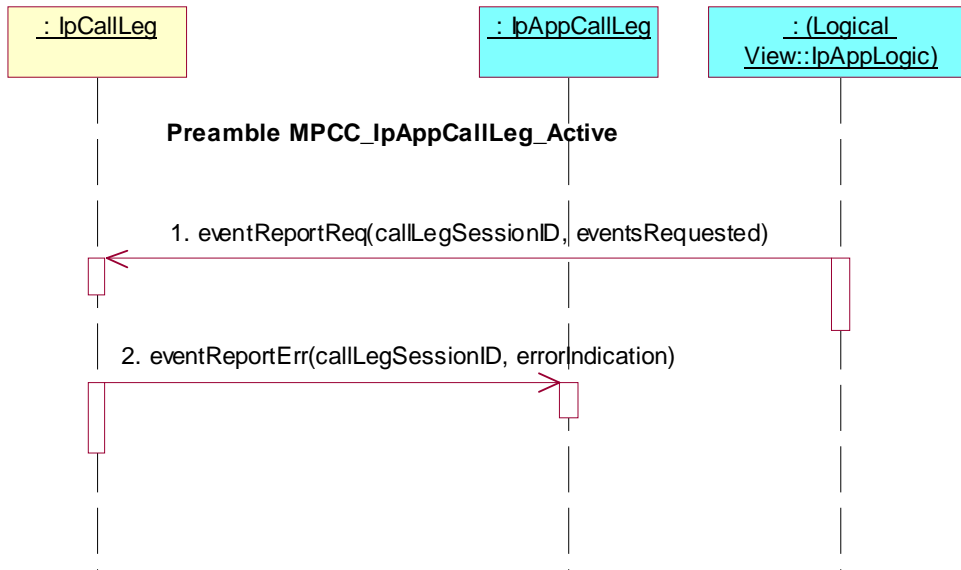 : IpCallLeg
: IpAppCallLeg
: (Logical
View::IpAppLogic)
Preamble MPCC_IpAppCallLeg_Active
1. eventReportReq(callLegSessionID, eventsRequested)
2. eventReportErr(callLegSessionID, errorIndication)